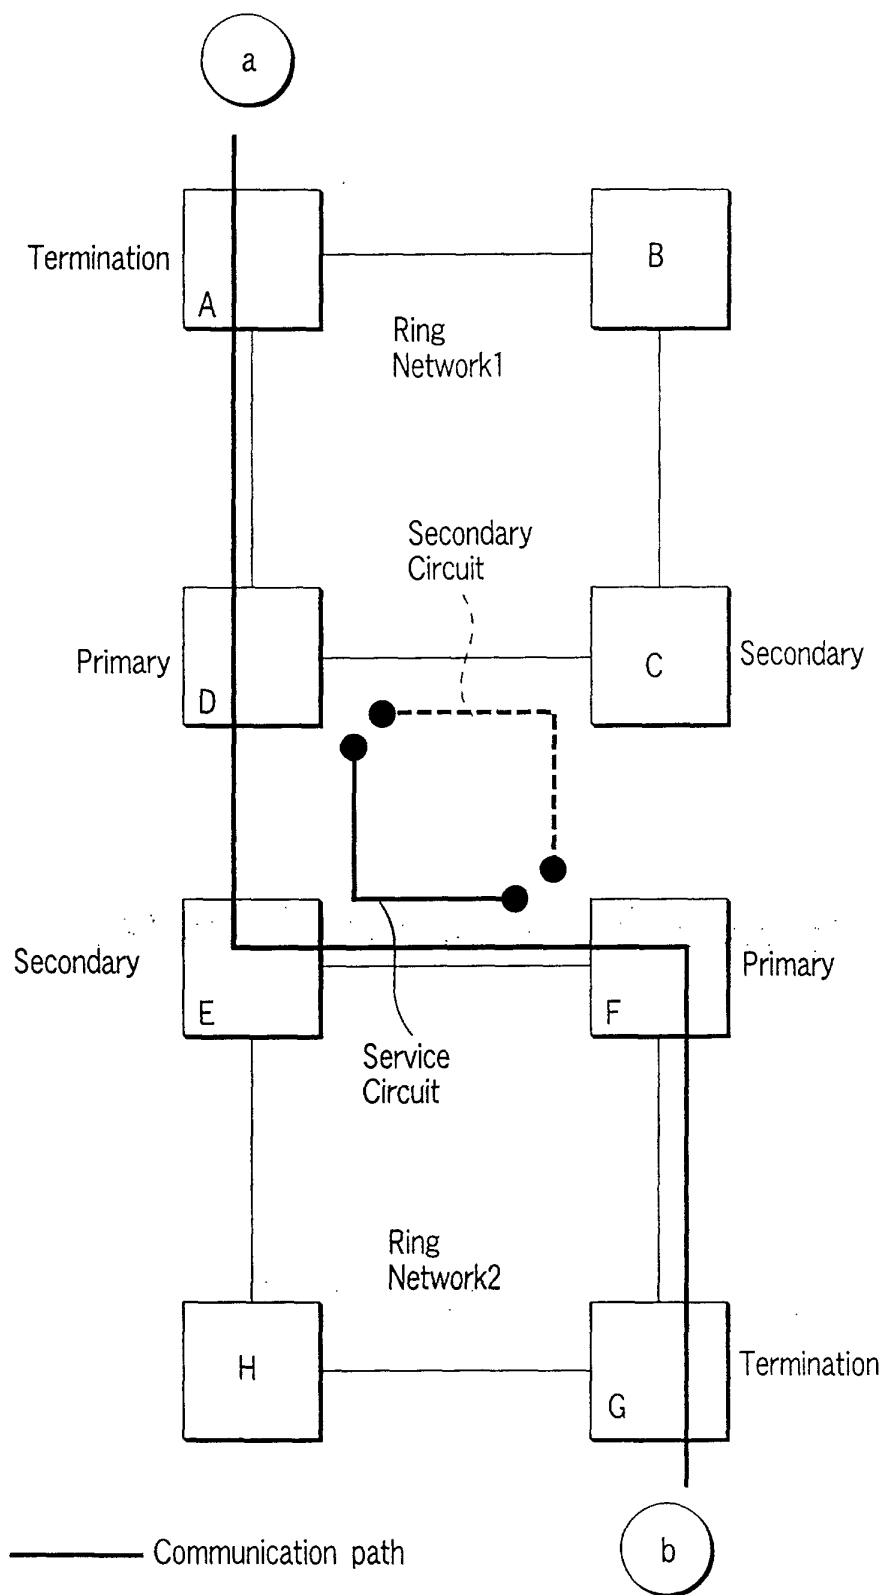 a
Termination
A
B
Ring
Network1
Secondary
Circuit
Primary
D
C
Secondary
Secondary
E
F
Primary
Service
Circuit
Ring
Network2
H
G
Termination
Communication path
b